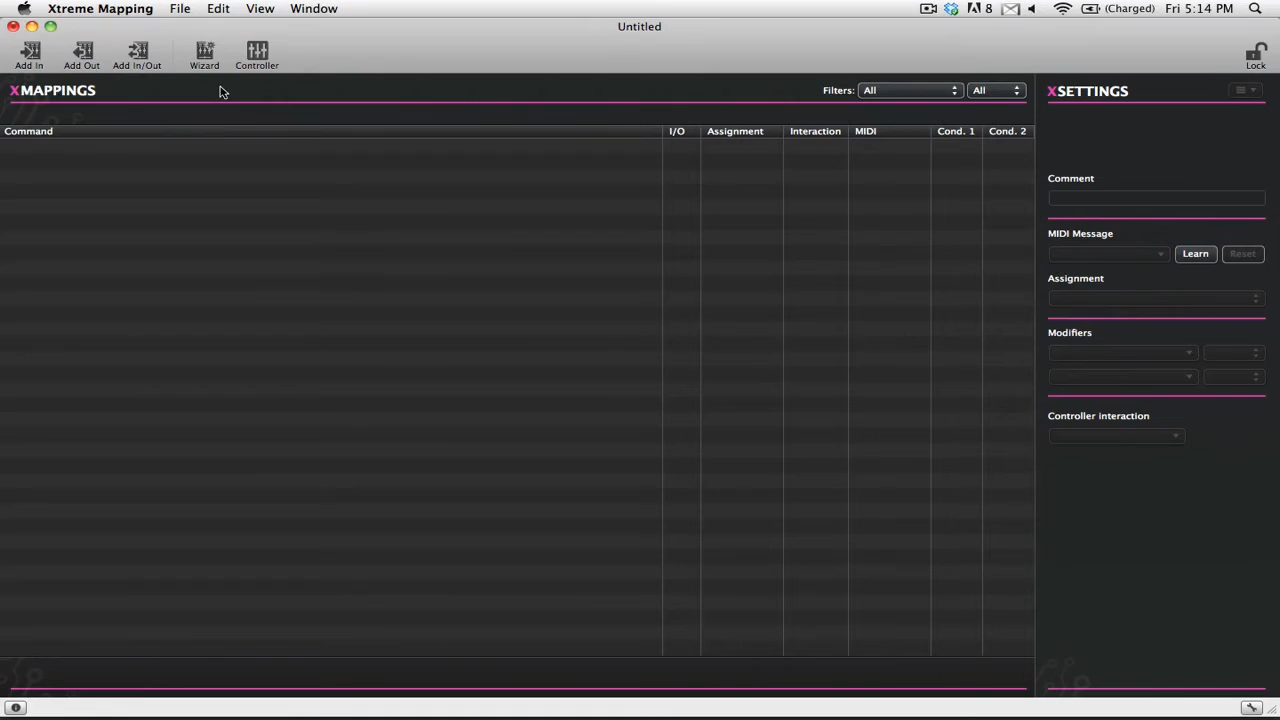 Xtreme Mapping File Edit View Window 8 (Charged) Fri 5:14 PM
Untitled
Add In Add Out Add In/Out Wizard Controller Lock
XMAPPINGS Filters: All All XSETTINGS
Command I/O Assignment Interaction MIDI Cond. 1 Cond. 2
Comment
MIDI Message
Learn Reset
Assignment
Modifiers
Controller interaction